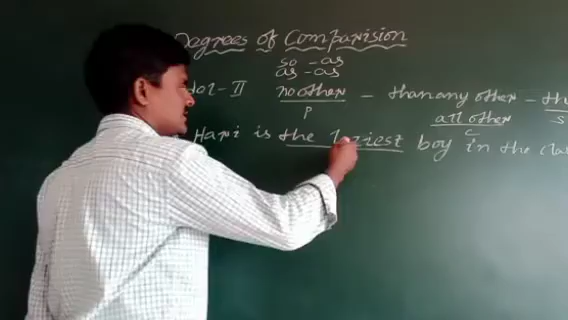 Degrees of Comparision
so - as
as - as
II no other - than any other - the
all other
P C S
Hari is the laziest boy in the